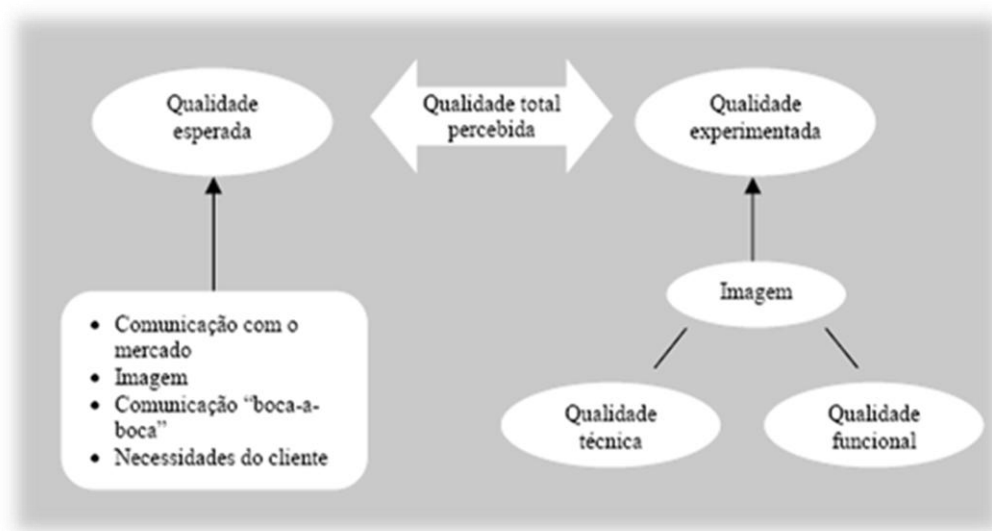 Qualidade
esperada
Qualidade total
percebida
Qualidade
experimentada
Imagem
• Comunicação com o
mercado
• Imagem
• Comunicação “boca-a-
boca”
• Necessidades do cliente
Qualidade
técnica
Qualidade
funcional